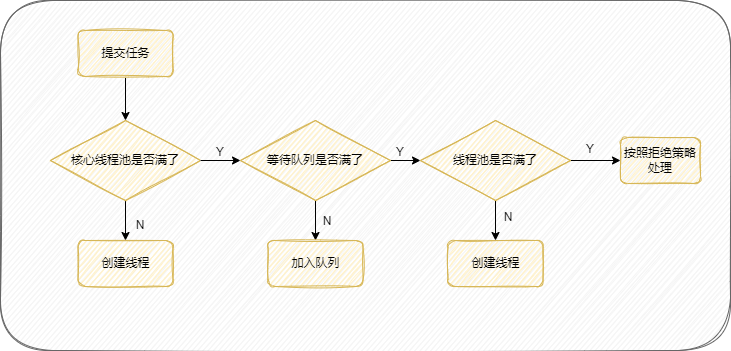 提交任务
核心线程池是否满了
Y
等待队列是否满了
Y
线程池是否满了
Y
按照拒绝策略
处理
N
N
N
创建线程
加入队列
创建线程